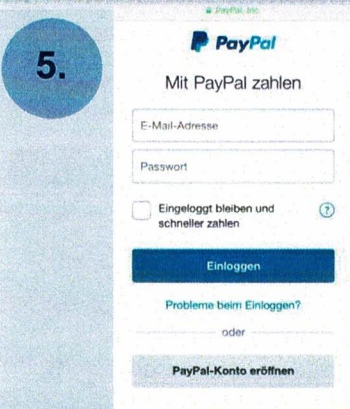 PayPal, Inc.
5.
PayPal
Mit PayPal zahlen
E-Mail-Adresse
Passwort
Eingeloggt bleiben und
schneller zahlen
?
Einloggen
Probleme beim Einloggen?
oder
PayPal-Konto eröffnen